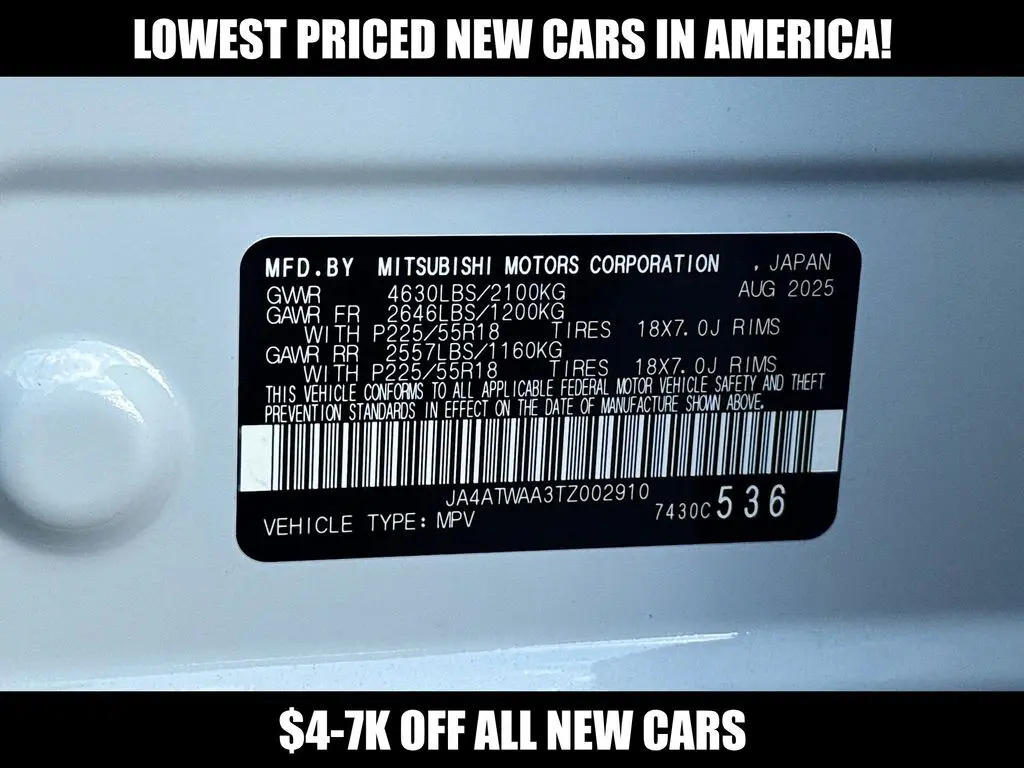 LOWEST PRICED NEW CARS IN AMERICA!
MFD.BY MITSUBISHI MOTORS CORPORATION , JAPAN
GVWR 4630LBS/2100KG AUG 2025
GAWR FR 2646LBS/1200KG
WITH P225/55R18 TIRES 18X7.0J RIMS
GAWR RR 2557LBS/1160KG
WITH P225/55R18 TIRES 18X7.0J RIMS
THIS VEHICLE CONFORMS TO ALL APPLICABLE FEDERAL MOTOR VEHICLE SAFETY AND THEFT
PREVENTION STANDARDS IN EFFECT ON THE DATE OF MANUFACTURE SHOWN ABOVE.
JA4ATWAA3TZ002910
VEHICLE TYPE: MPV 7430C 536
$4-7K OFF ALL NEW CARS